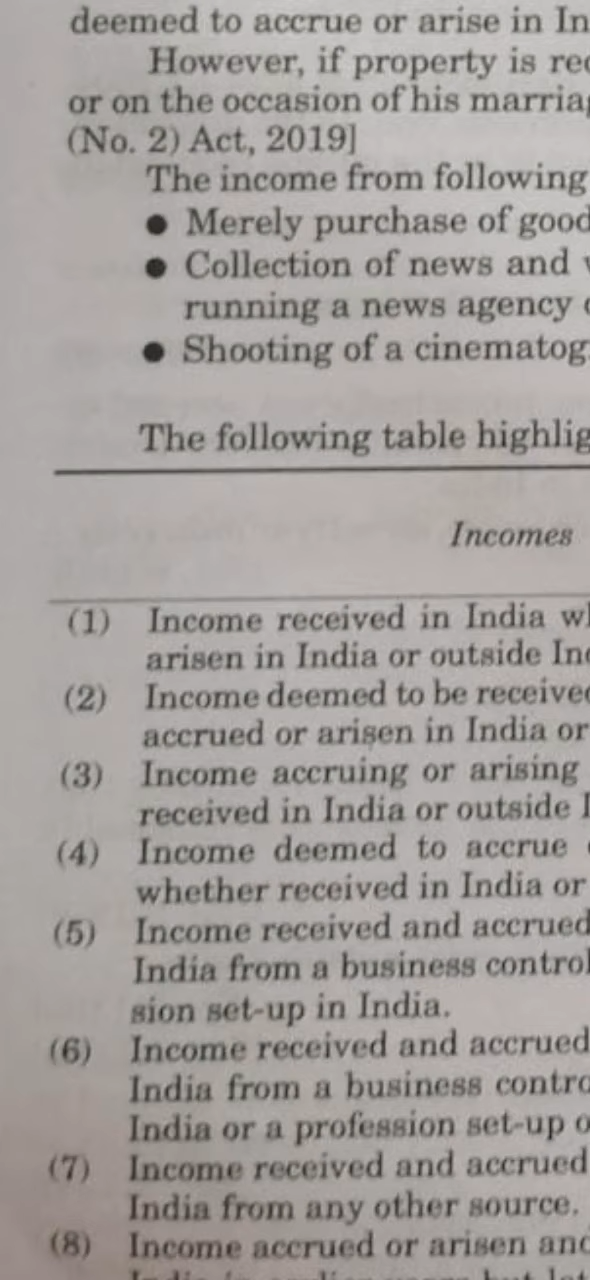 deemed to accrue or arise in In
However, if property is rec
or on the occasion of his marriag
(No. 2) Act, 2019]
The income from following
● Merely purchase of good
● Collection of news and
running a news agency
● Shooting of a cinematog
The following table highlig
Incomes
(1) Income received in India wh
arisen in India or outside Ind
(2) Income deemed to be received
accrued or arisen in India or
(3) Income accruing or arising
received in India or outside I
(4) Income deemed to accrue
whether received in India or
(5) Income received and accrued
India from a business control
sion set-up in India.
(6) Income received and accrued
India from a business contro
India or a profession set-up o
(7) Income received and accrued
India from any other source.
(8) Income accrued or arisen and